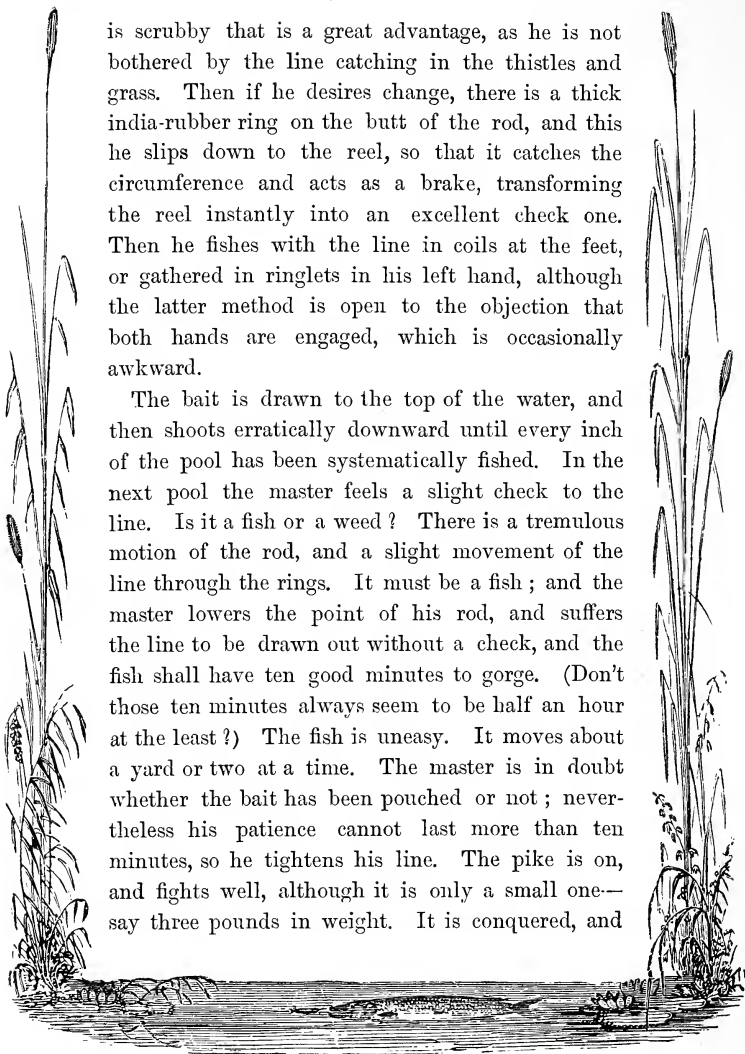 is scrubby that is a great advantage, as he is not
bothered by the line catching in the thistles and
grass. Then if he desires change, there is a thick
india-rubber ring on the butt of the rod, and this
he slips down to the reel, so that it catches the
circumference and acts as a brake, transforming
the reel instantly into an excellent check one.
Then he fishes with the line in coils at the feet,
or gathered in ringlets in his left hand, although
the latter method is open to the objection that
both hands are engaged, which is occasionally
awkward.
The bait is drawn to the top of the water, and
then shoots erratically downward until every inch
of the pool has been systematically fished. In the
next pool the master feels a slight check to the
line. Is it a fish or a weed ? There is a tremulous
motion of the rod, and a slight movement of the
line through the rings. It must be a fish ; and the
master lowers the point of his rod, and suffers
the line to be drawn out without a check, and the
fish shall have ten good minutes to gorge. (Don't
those ten minutes always seem to be half an hour
at the least ?) The fish is uneasy. It moves about
a yard or two at a time. The master is in doubt
whether the bait has been pouched or not ; never-
theless his patience cannot last more than ten
minutes, so he tightens his line. The pike is on,
and fights well, although it is only a small one—
say three pounds in weight. It is conquered, and